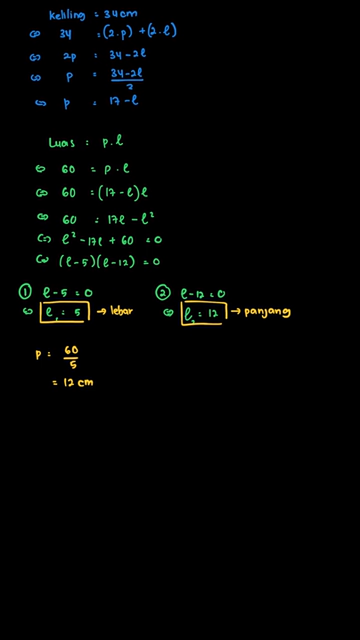 keliling = 34 cm
⇔ 34 = (2.p) + (2.l)
⇔ 2p = 34-2l
⇔ p = (34-2l)/2
⇔ p = 17-l
Luas = p.l
⇔ 60 = p.l
⇔ 60 = (17-l)l
⇔ 60 = 17l - l²
⇔ l² - 17l + 60 = 0
⇔ (l-5)(l-12) = 0
① l-5 = 0
⇔ l₁ = 5 → lebar
② l-12 = 0
⇔ l₂ = 12 → panjang
p = 60/5
= 12 cm